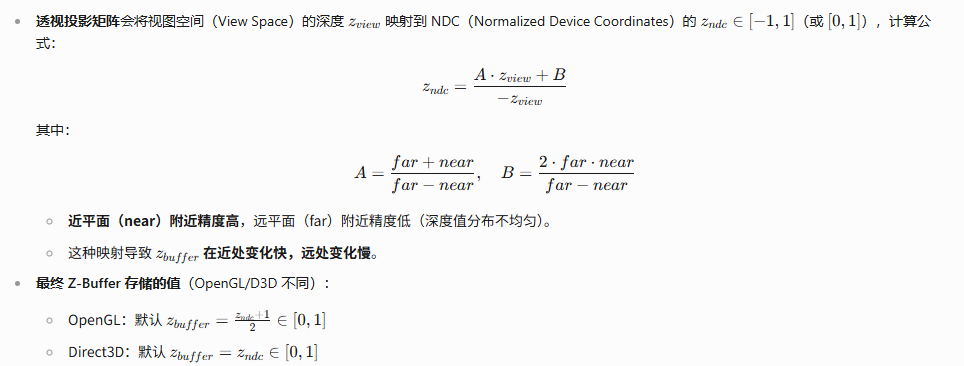 透视投影矩阵会将视图空间（View Space）的深度 z_{view} 映射到 NDC（Normalized Device Coordinates）的 z_{ndc} ∈ [−1, 1]（或 [0, 1]），计算公
式：
z_{ndc} = \frac{A · z_{view} + B}{−z_{view}}
其中：
A = \frac{far + near}{far − near}, B = \frac{2 · far · near}{far − near}
近平面（near）附近精度高，远平面（far）附近精度低（深度值分布不均匀）。
这种映射导致 z_{buffer} 在近处变化快，远处变化慢。
最终 Z-Buffer 存储的值（OpenGL/D3D 不同）：
OpenGL：默认 z_{buffer} = \frac{z_{ndc}+1}{2} ∈ [0, 1]
Direct3D：默认 z_{buffer} = z_{ndc} ∈ [0, 1]